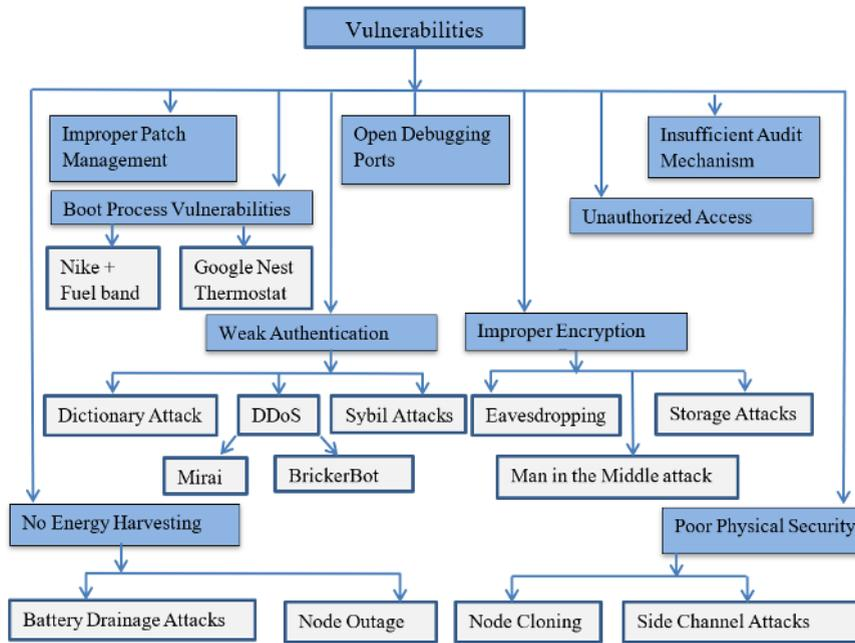 Vulnerabilities
Improper Patch
Management
Open Debugging
Ports
Insufficient Audit
Mechanism
Boot Process Vulnerabilities
Unauthorized Access
Nike +
Fuel band
Google Nest
Thermostat
Weak Authentication
Improper Encryption
Dictionary Attack
DDoS
Sybil Attacks
Eavesdropping
Storage Attacks
Mirai
BrickerBot
Man in the Middle attack
No Energy Harvesting
Poor Physical Security
Battery Drainage Attacks
Node Outage
Node Cloning
Side Channel Attacks